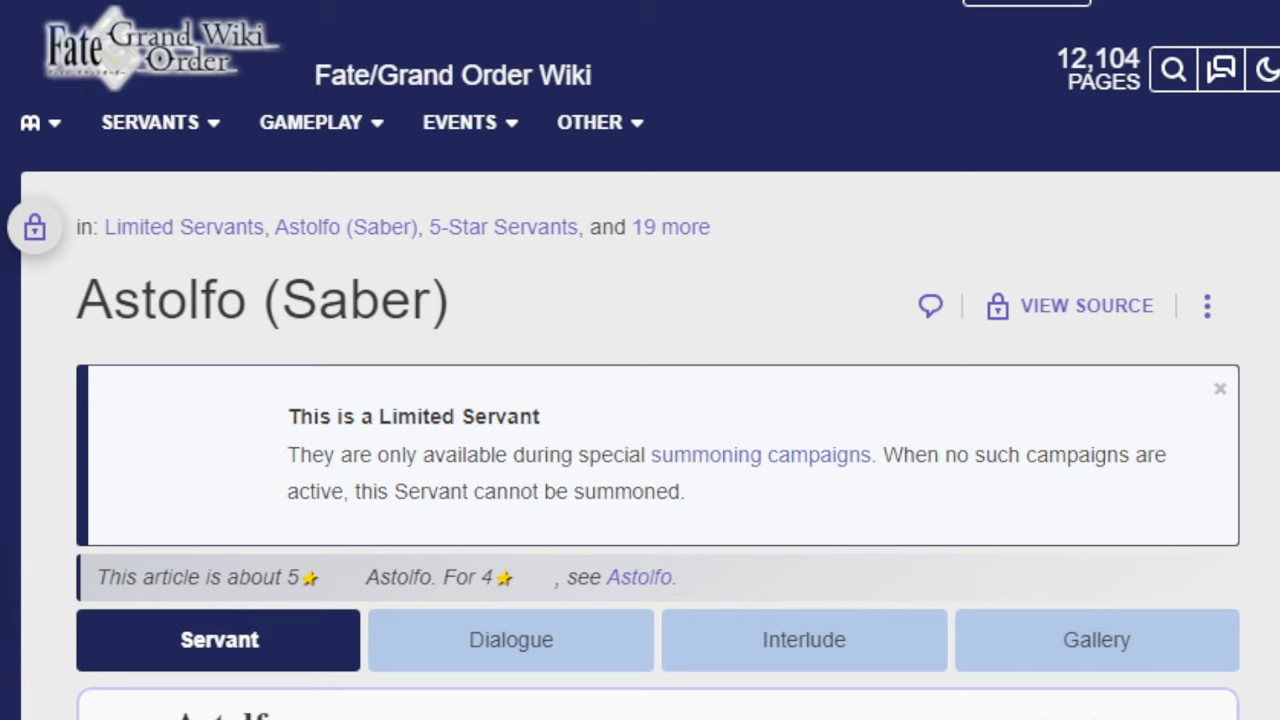 Fate Grand Order Wiki
Fate/Grand Order Wiki
12,104
PAGES
SERVANTS
GAMEPLAY
EVENTS
OTHER
in: Limited Servants, Astolfo (Saber), 5-Star Servants, and 19 more
Astolfo (Saber)
VIEW SOURCE
This is a Limited Servant
They are only available during special summoning campaigns. When no such campaigns are
active, this Servant cannot be summoned.
This article is about 5⭐ Astolfo. For 4⭐ , see Astolfo.
Servant
Dialogue
Interlude
Gallery